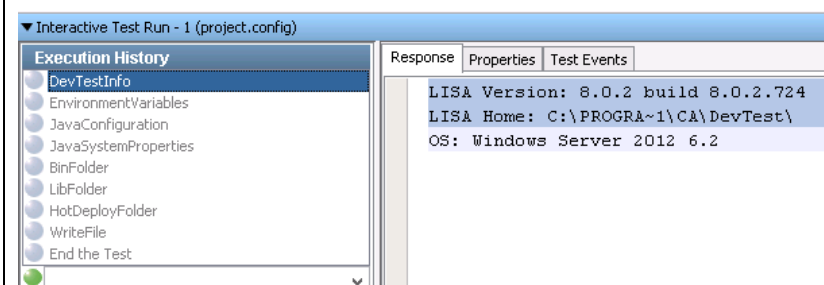 Interactive Test Run - 1 (project.config)
Execution History
DevTestInfo
EnvironmentVariables
JavaConfiguration
JavaSystemProperties
BinFolder
LibFolder
HotDeployFolder
WriteFile
End the Test
Response Properties Test Events
LISA Version: 8.0.2 build 8.0.2.724
LISA Home: C:\PROGRA~1\CA\DevTest\
OS: Windows Server 2012 6.2